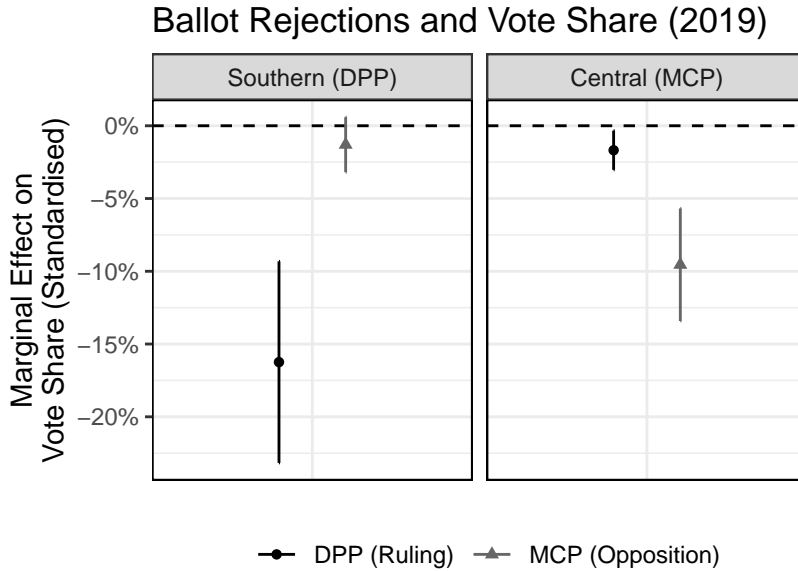 Ballot Rejections and Vote Share (2019)
Southern (DPP)
Central (MCP)
Marginal Effect on
Vote Share (Standardised)
0%
−5%
−10%
−15%
−20%
DPP (Ruling)
MCP (Opposition)